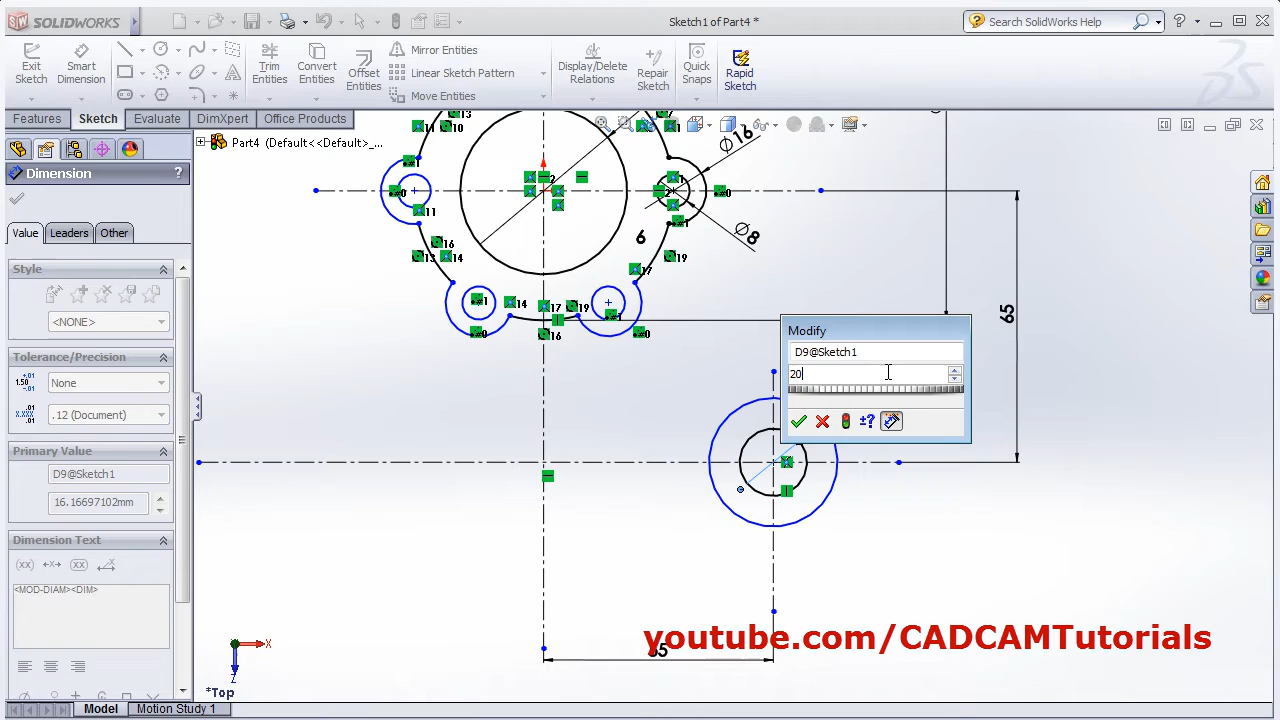 SOLIDWORKS
Sketch1 of Part4 *
Search SolidWorks Help
Exit Sketch
Smart Dimension
Trim Entities
Convert Entities
Offset Entities
Mirror Entities
Linear Sketch Pattern
Move Entities
Display/Delete Relations
Repair Sketch
Quick Snaps
Rapid Sketch
Features
Sketch
Evaluate
DimXpert
Office Products
Part4 (Default<<Default>_...
Dimension
?
Value
Leaders
Other
Style
<NONE>
Tolerance/Precision
None
.12 (Document)
Primary Value
D9@Sketch1
16.16697102mm
Dimension Text
<MOD-DIAM><DIM>
Ø16
Ø8
6
65
Modify
D9@Sketch1
20
youtube.com/CADCAMTutorials
X
Z
*Top
Model
Motion Study 1